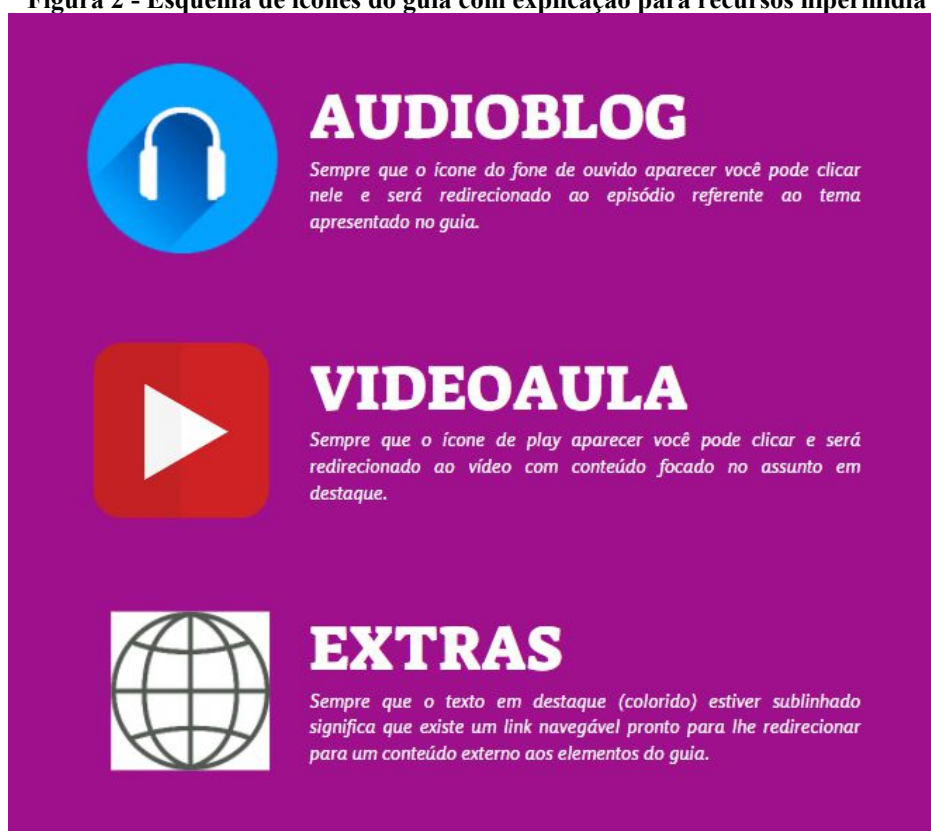 Figura 2 - Esquema de ícones do guia com explicação para recursos hipermídia
AUDIOBLOG
Sempre que o ícone do fone de ouvido aparecer você pode clicar
nele e será redirecionado ao episódio referente ao tema
apresentado no guia.
VIDEOAULA
Sempre que o ícone de play aparecer você pode clicar e será
redirecionado ao vídeo com conteúdo focado no assunto em
destaque.
EXTRAS
Sempre que o texto em destaque (colorido) estiver sublinhado
significa que existe um link navegável pronto para lhe redirecionar
para um conteúdo externo aos elementos do guia.